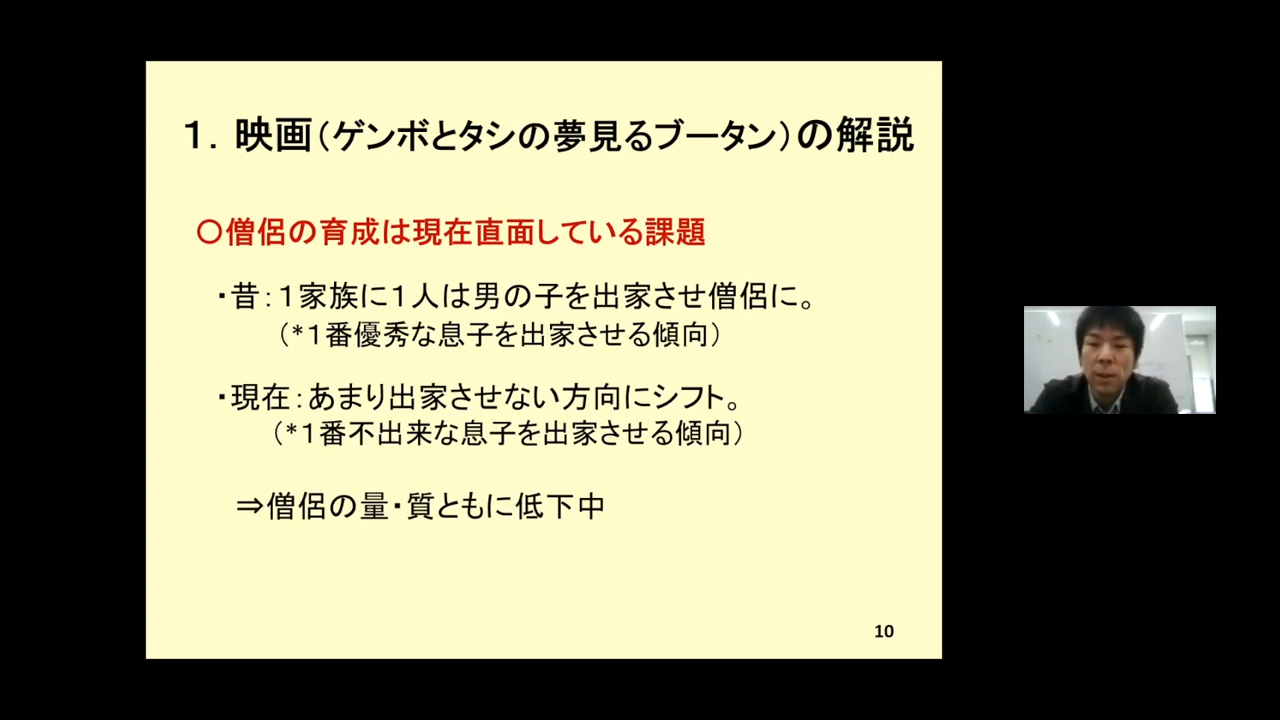 １．映画（ゲンボとタシの夢見るブータン）の解説
〇僧侶の育成は現在直面している課題
・昔：１家族に１人は男の子を出家させ僧侶に。
（*１番優秀な息子を出家させる傾向）
・現在：あまり出家させない方向にシフト。
（*１番不出来な息子を出家させる傾向）
⇒僧侶の量・質ともに低下中
10